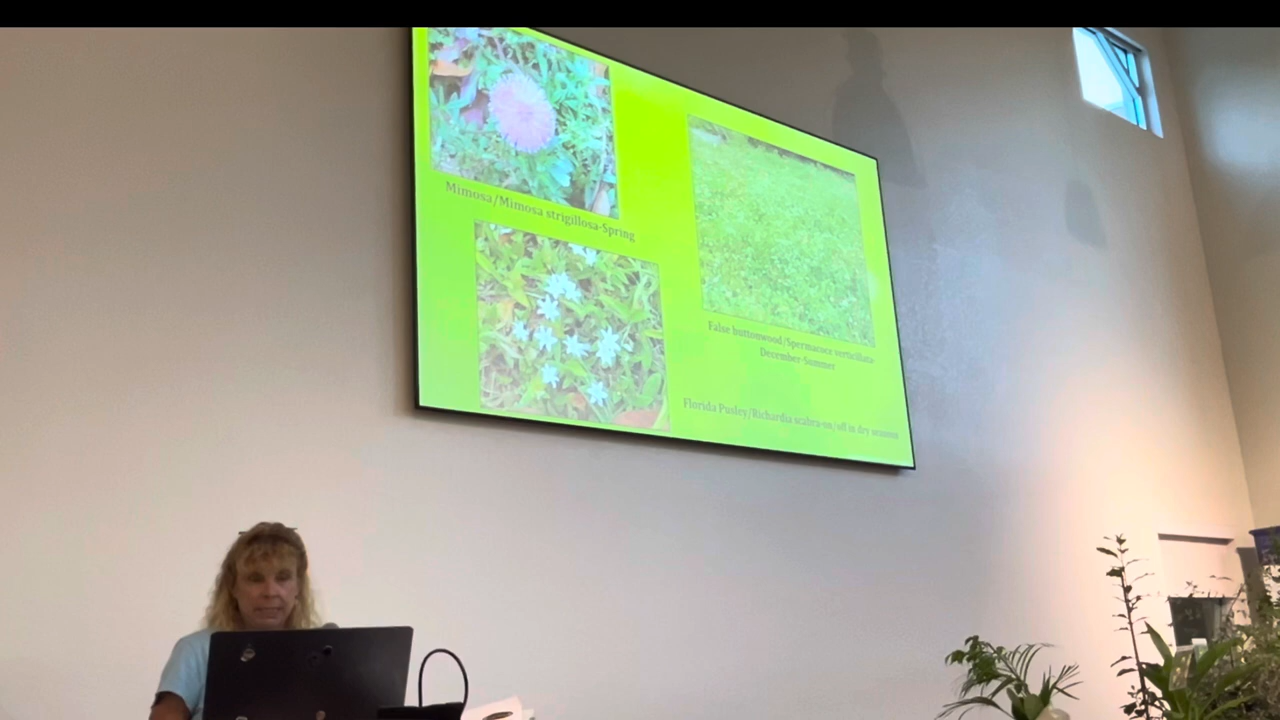 Mimosa/Mimosa strigillosa-Spring
False buttonwood/Spermacoce verticillata-
December-Summer
Florida Pusley/Richardia scabra-on/off in dry season